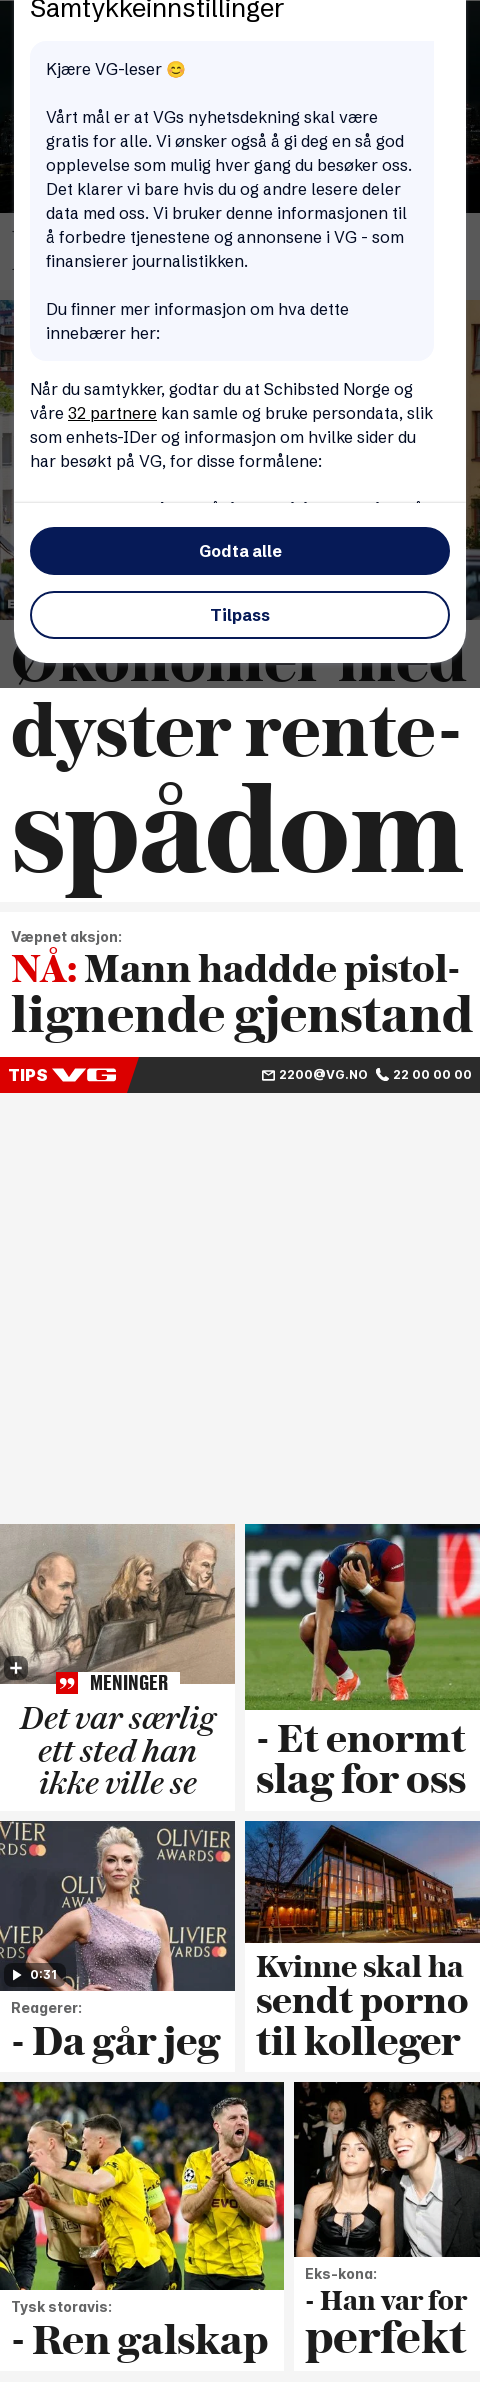 Samtykkeinnstillinger
Kjære VG-leser 😊
Vårt mål er at VGs nyhetsdekning skal være
gratis for alle. Vi ønsker også å gi deg en så god
opplevelse som mulig hver gang du besøker oss.
Det klarer vi bare hvis du og andre lesere deler
data med oss. Vi bruker denne informasjonen til
å forbedre tjenestene og annonsene i VG - som
finansierer journalistikken.
Du finner mer informasjon om hva dette
innebærer her:
Når du samtykker, godtar du at Schibsted Norge og
våre 32 partnere kan samle og bruke persondata, slik
som enhets-IDer og informasjon om hvilke sider du
har besøkt på VG, for disse formålene:
Godta alle
Tilpass
Økonomer med
dyster rente-
spådom
Væpnet aksjon:
NÅ: Mann haddde pistol-
lignende gjenstand
TIPS VG 2200@VG.NO 22 00 00 00
MENINGER
Det var særlig
ett sted han
ikke ville se
- Et enormt
slag for oss
OLIVIER
AWARDS
OLIVIER
AWARDS
0:31
Reagerer:
- Da går jeg
Kvinne skal ha
sendt porno
til kolleger
EVO
GLS
Tysk storavis:
- Ren galskap
Eks-kona:
- Han var for
perfekt